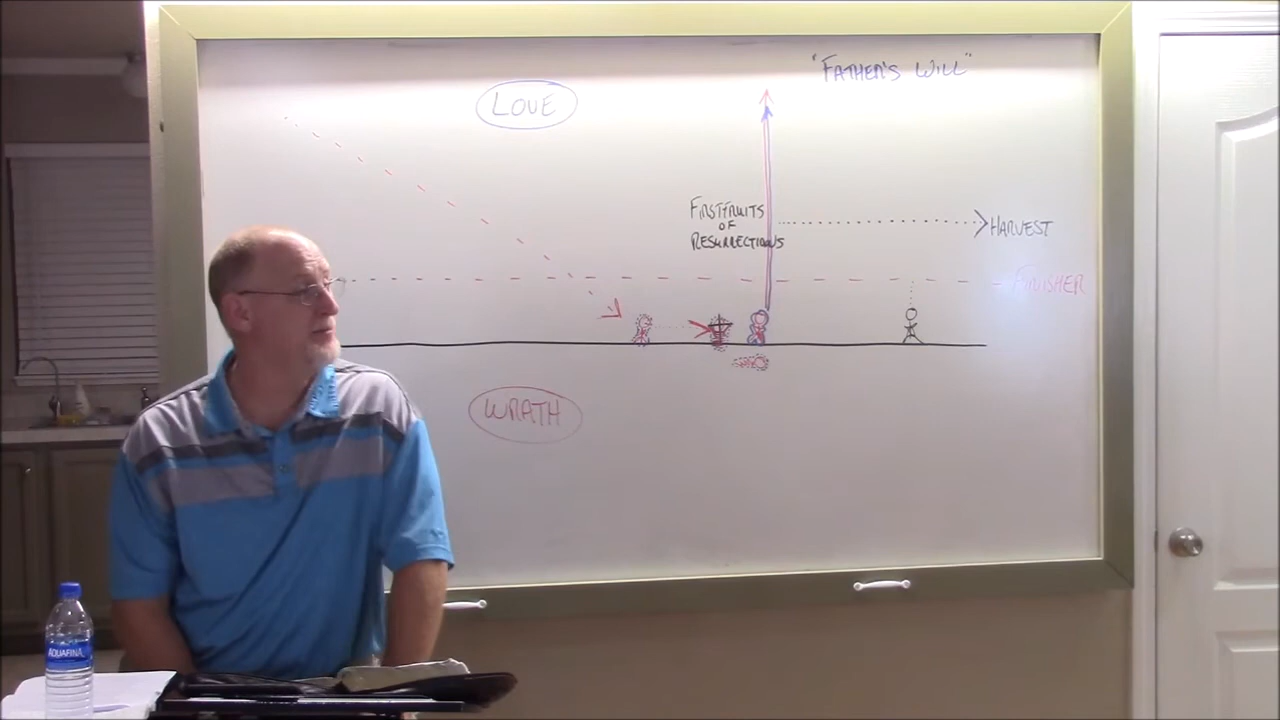 "FATHER'S WILL"
LOVE
FIRSTFRUITS
OF
RESURRECTIONS
HARVEST
FINISHER
WRATH
AQUAFINA